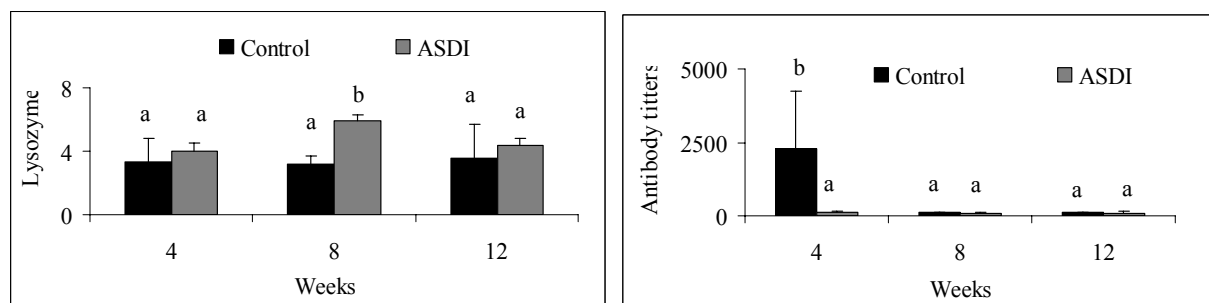 Control ASDI
8
4
0
Lysozyme
a a a b a a
4 8 12
Weeks
Control ASDI
5000
2500
0
Antibody titters
b a a a a a
4 8 12
Weeks